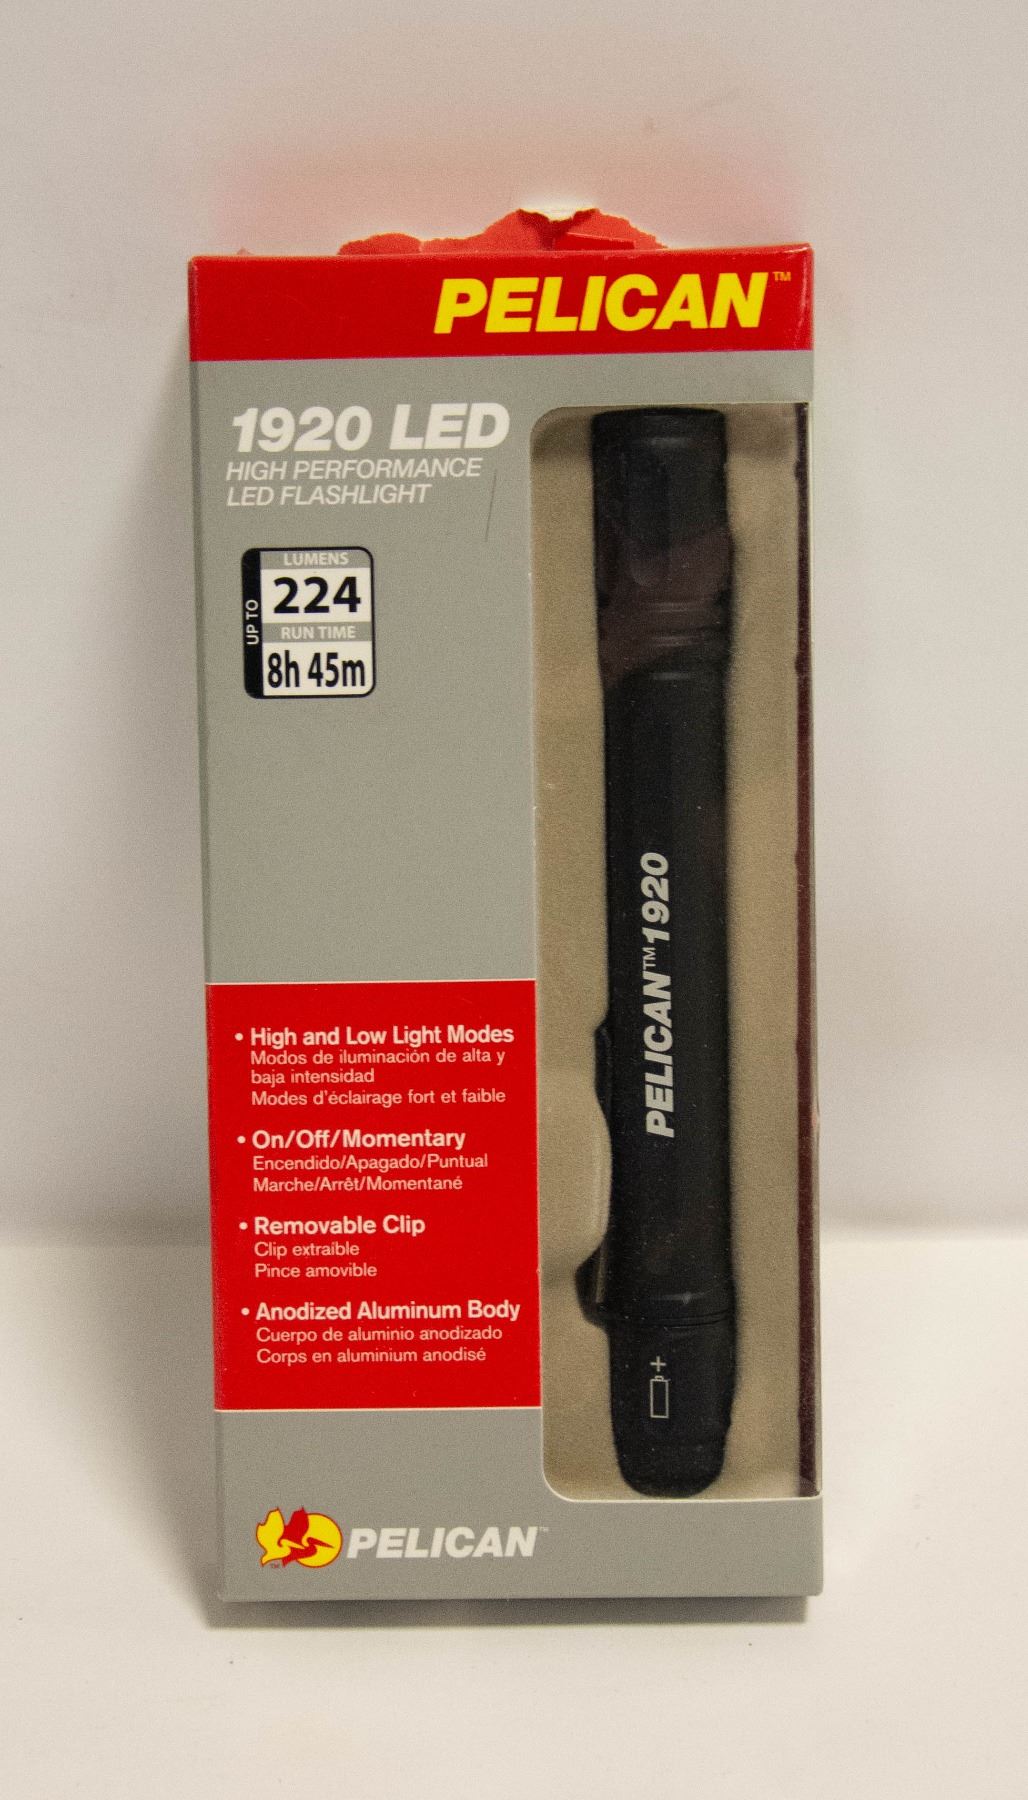 PELICAN™
1920 LED
HIGH PERFORMANCE
LED FLASHLIGHT
UP TO
LUMENS
224
RUN TIME
8h 45m
PELICAN™1920
• High and Low Light Modes
Modos de iluminación de alta y
baja intensidad
Modes d'éclairage fort et faible
• On/Off/Momentary
Encendido/Apagado/Puntual
Marche/Arrêt/Momentané
• Removable Clip
Clip extraíble
Pince amovible
• Anodized Aluminum Body
Cuerpo de aluminio anodizado
Corps en aluminium anodisé
+
™
PELICAN™